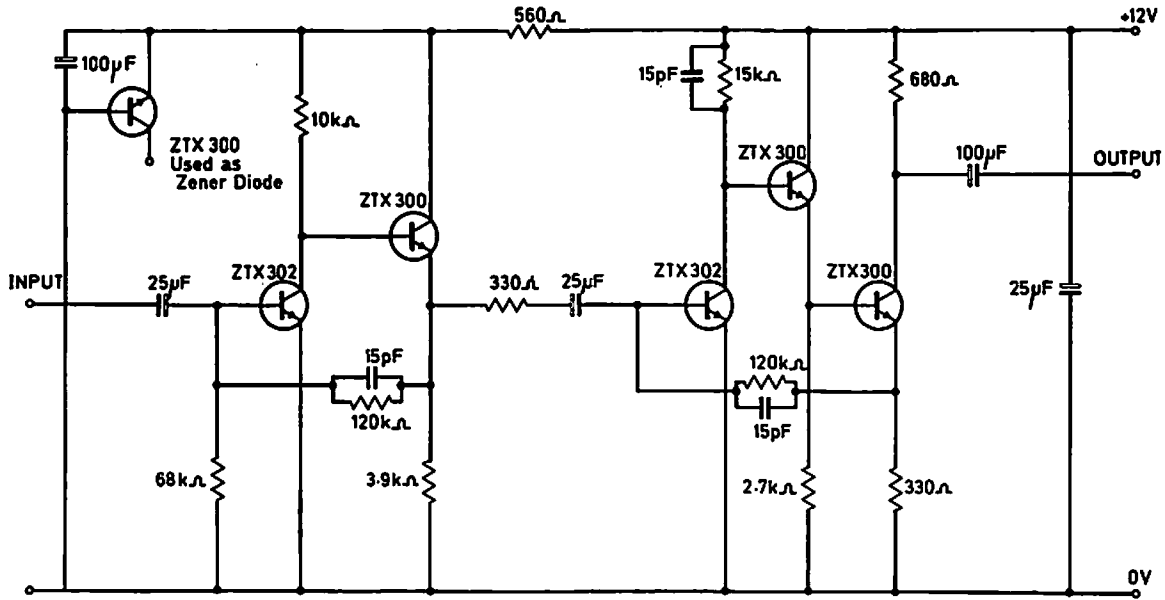 560Ω
+12V
100µF
15pF
15kΩ
680Ω
ZTX 300
Used as
Zener Diode
10kΩ
ZTX 300
100µF
OUTPUT
ZTX 300
INPUT
25µF
ZTX302
330Ω
25µF
ZTX302
ZTX300
25µF
15pF
120kΩ
120kΩ
15pF
68kΩ
3.9kΩ
2.7kΩ
330Ω
0V